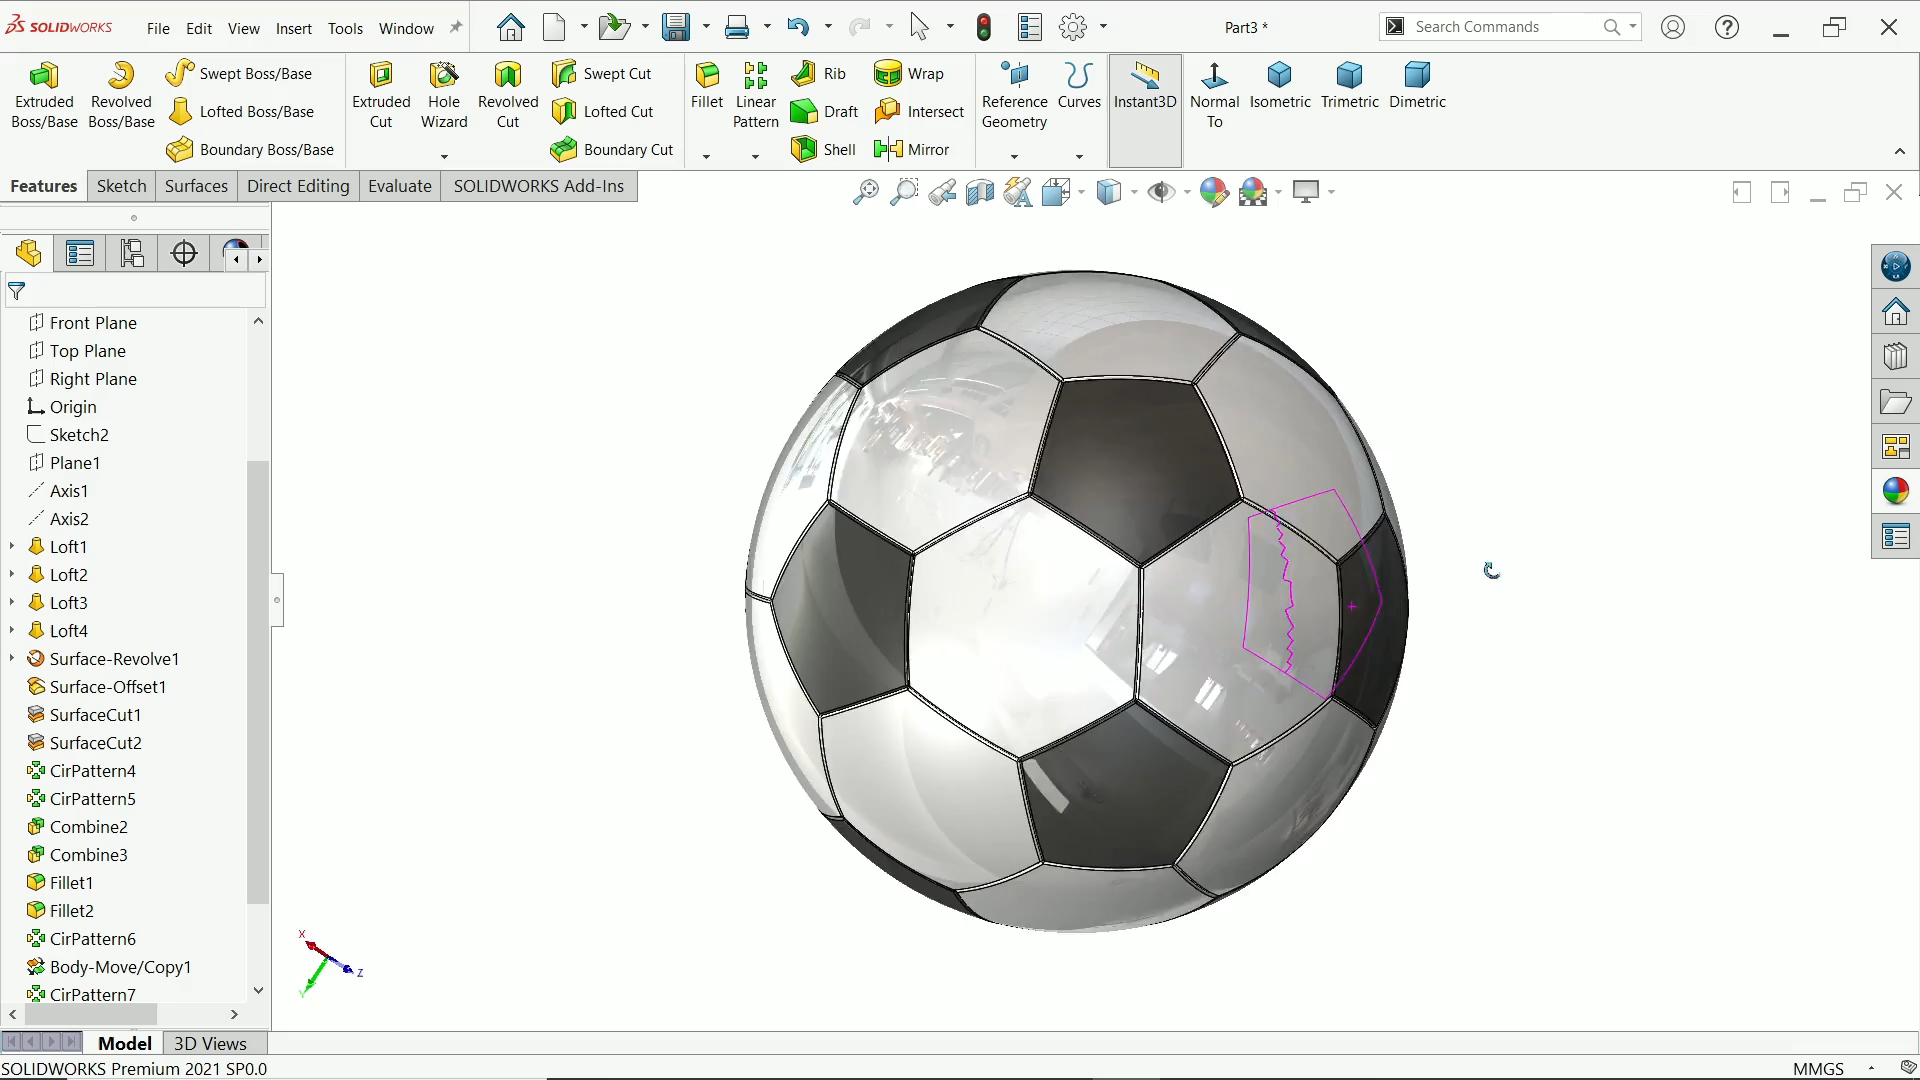 SOLIDWORKS File Edit View Insert Tools Window Part3 * Search Commands
Extruded Boss/Base
Revolved Boss/Base
Swept Boss/Base
Lofted Boss/Base
Boundary Boss/Base
Extruded Cut
Hole Wizard
Revolved Cut
Swept Cut
Lofted Cut
Boundary Cut
Fillet
Linear Pattern
Rib
Draft
Shell
Wrap
Intersect
Mirror
Reference Geometry
Curves
Instant3D
Normal To
Isometric
Trimetric
Dimetric
Features Sketch Surfaces Direct Editing Evaluate SOLIDWORKS Add-Ins
Front Plane
Top Plane
Right Plane
Origin
Sketch2
Plane1
Axis1
Axis2
Loft1
Loft2
Loft3
Loft4
Surface-Revolve1
Surface-Offset1
SurfaceCut1
SurfaceCut2
CirPattern4
CirPattern5
Combine2
Combine3
Fillet1
Fillet2
CirPattern6
Body-Move/Copy1
CirPattern7
X
Z
Y
Model 3D Views
SOLIDWORKS Premium 2021 SP0.0 MMGS